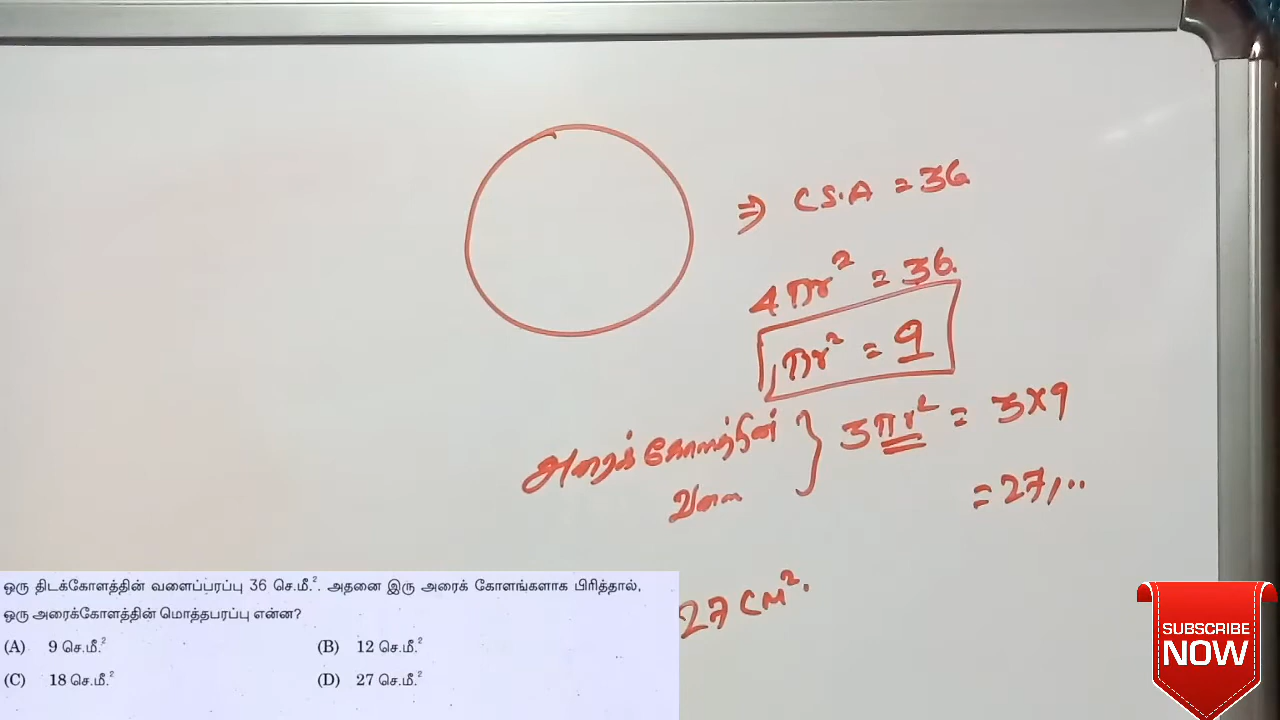 ⇒ C.S.A = 36
4πr² = 36.
πr² = 9
அரைக் கோளத்தின் } 3πr² = 3×9
வளை
= 27,..
27 CM².
ஒரு திடக்கோளத்தின் வளைப்பரப்பு 36 செ.மீ.². அதனை இரு அரைக் கோளங்களாக பிரித்தால்,
ஒரு அரைக்கோளத்தின் மொத்தபரப்பு என்ன?
(A) 9 செ.மீ.² (B) 12 செ.மீ.²
(C) 18 செ.மீ.² (D) 27 செ.மீ.²
SUBSCRIBE
NOW